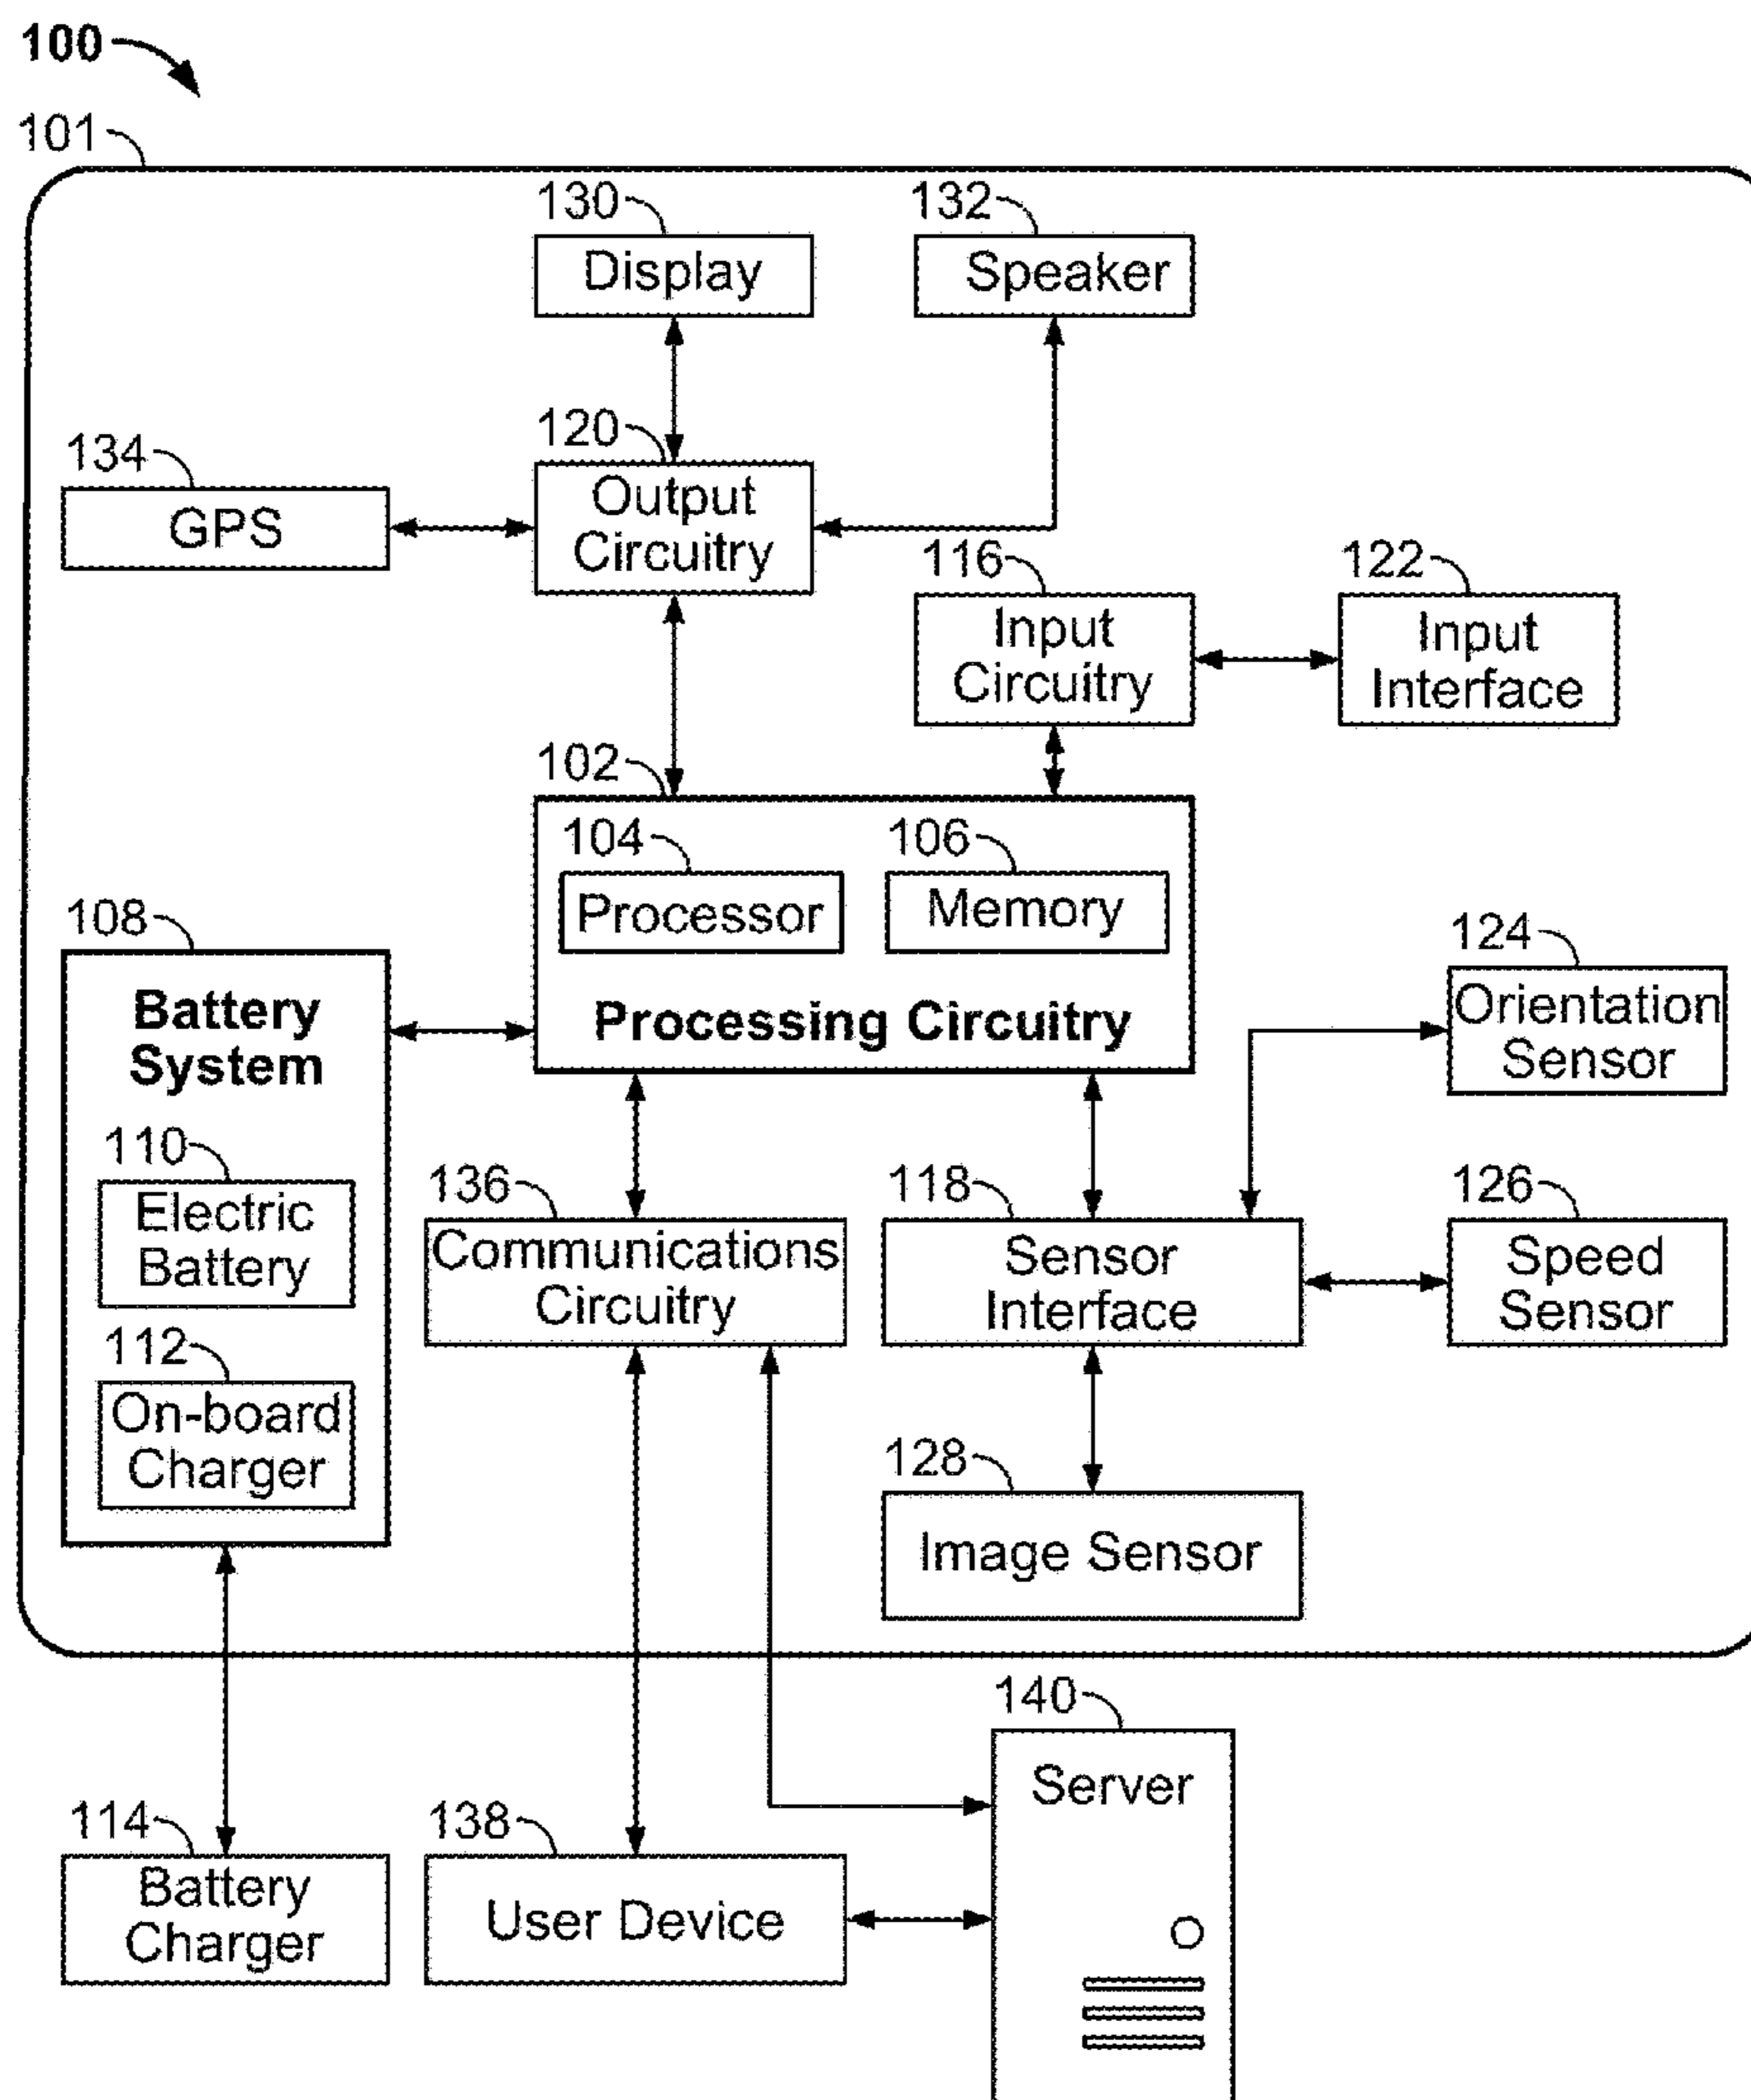 100
101
130
Display
132
Speaker
134
GPS
120
Output
Circuitry
116
Input
Circuitry
122
Input
Interface
102
104
Processor
106
Memory
Processing Circuitry
108
Battery
System
110
Electric
Battery
112
On-board
Charger
124
Orientation
Sensor
136
Communications
Circuitry
118
Sensor
Interface
126
Speed
Sensor
128
Image Sensor
140
Server
114
Battery
Charger
138
User Device